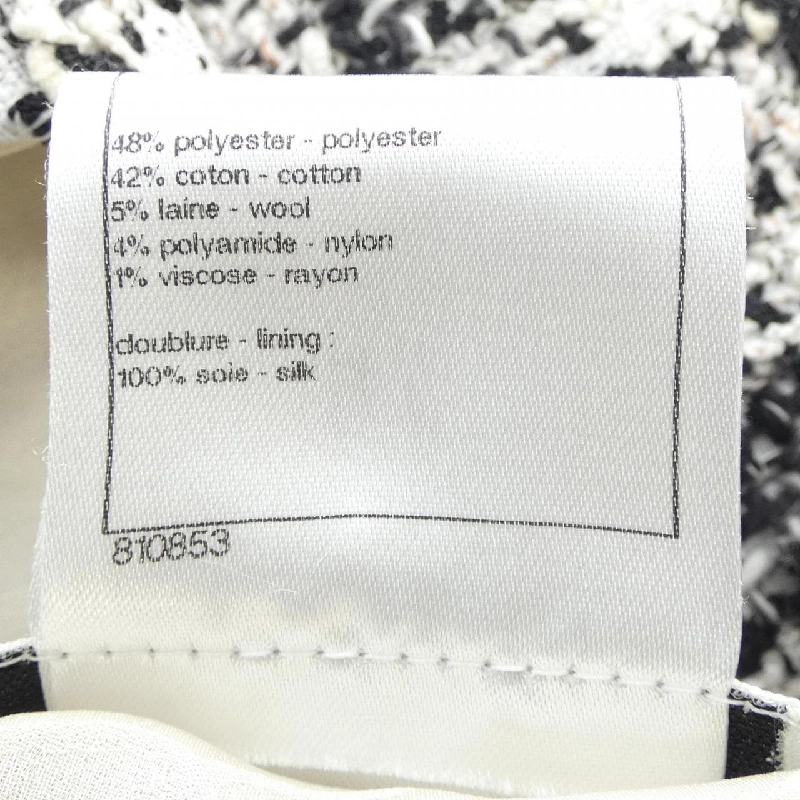 48% polyester - polyester
42% coton - cotton
5% laine - wool
4% polyamide - nylon
1% viscose - rayon
doublure - lining :
100% soie - silk
810853